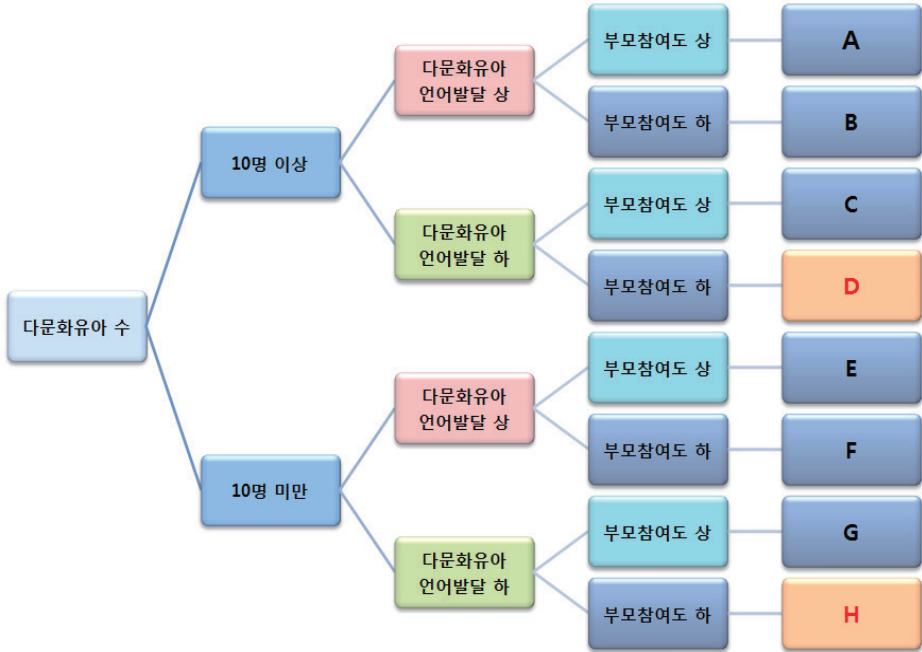 다문화유아 수
10명 이상
다문화유아
언어발달 상
부모참여도 상
A
부모참여도 하
B
다문화유아
언어발달 하
부모참여도 상
C
부모참여도 하
D
10명 미만
다문화유아
언어발달 상
부모참여도 상
E
부모참여도 하
F
다문화유아
언어발달 하
부모참여도 상
G
부모참여도 하
H